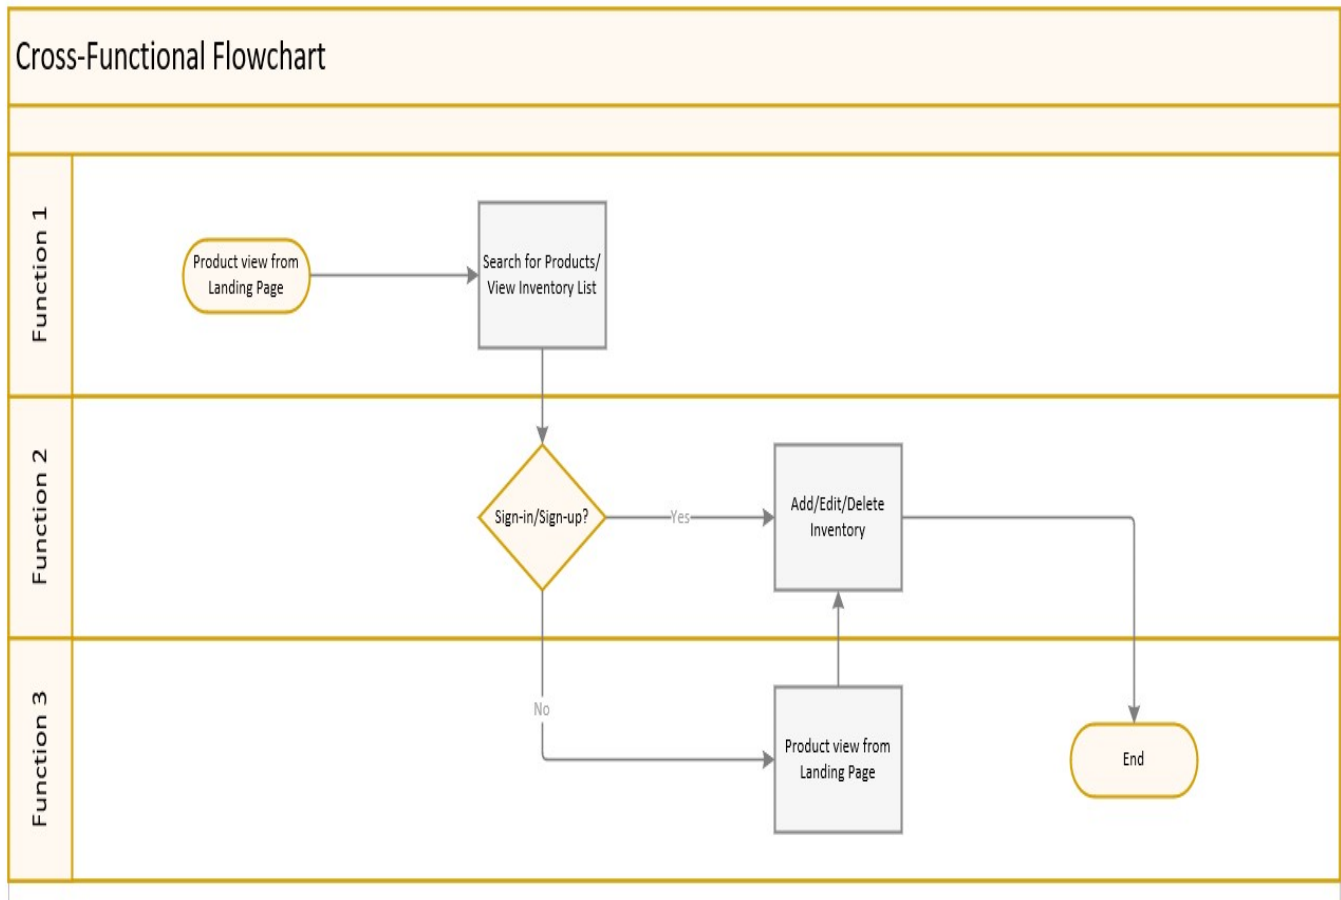 Cross-Functional Flowchart
Function 1
Product view from
Landing Page
Search for Products/
View Inventory List
Function 2
Sign-in/Sign-up?
Yes
Add/Edit/Delete
Inventory
Function 3
No
Product view from
Landing Page
End